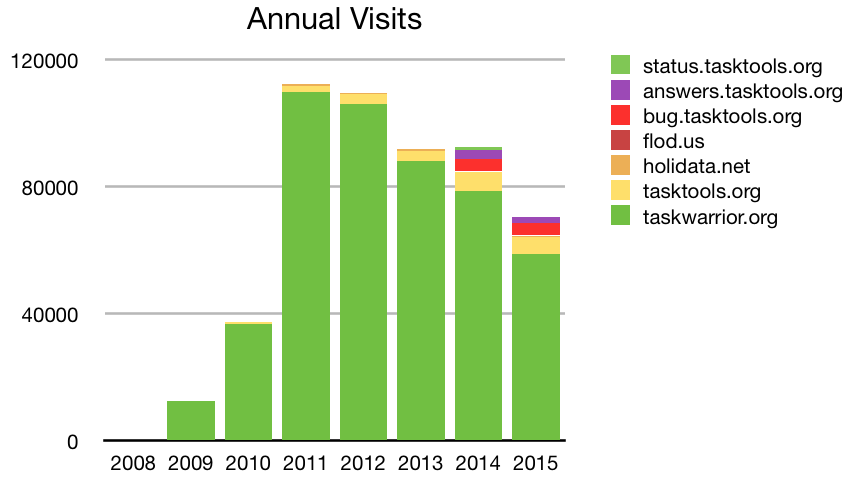 Annual Visits
120000
80000
40000
0
2008 2009 2010 2011 2012 2013 2014 2015
status.tasktools.org
answers.tasktools.org
bug.tasktools.org
flod.us
holidata.net
tasktools.org
taskwarrior.org